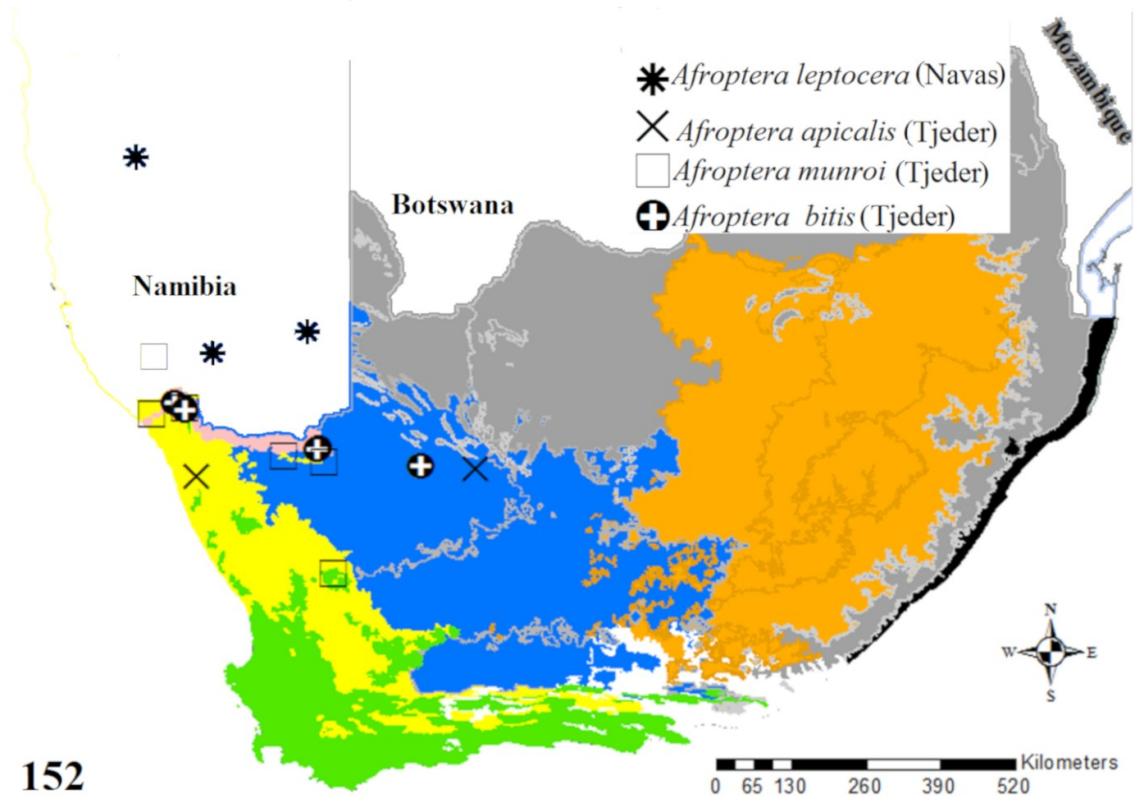 Mozambique
Afroptera leptocera (Navas)
Afroptera apicalis (Tjeder)
Afroptera munroi (Tjeder)
Afroptera bitis (Tjeder)
Botswana
Namibia
N
W E
S
Kilometers
0 65 130 260 390 520
152